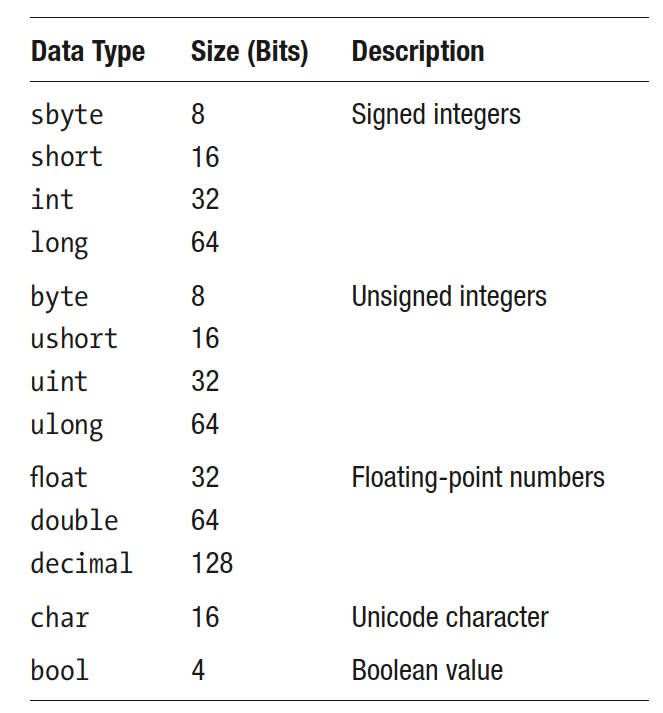 Data Type Size (Bits) Description
sbyte 8 Signed integers
short 16
int 32
long 64
byte 8 Unsigned integers
ushort 16
uint 32
ulong 64
float 32 Floating-point numbers
double 64
decimal 128
char 16 Unicode character
bool 4 Boolean value